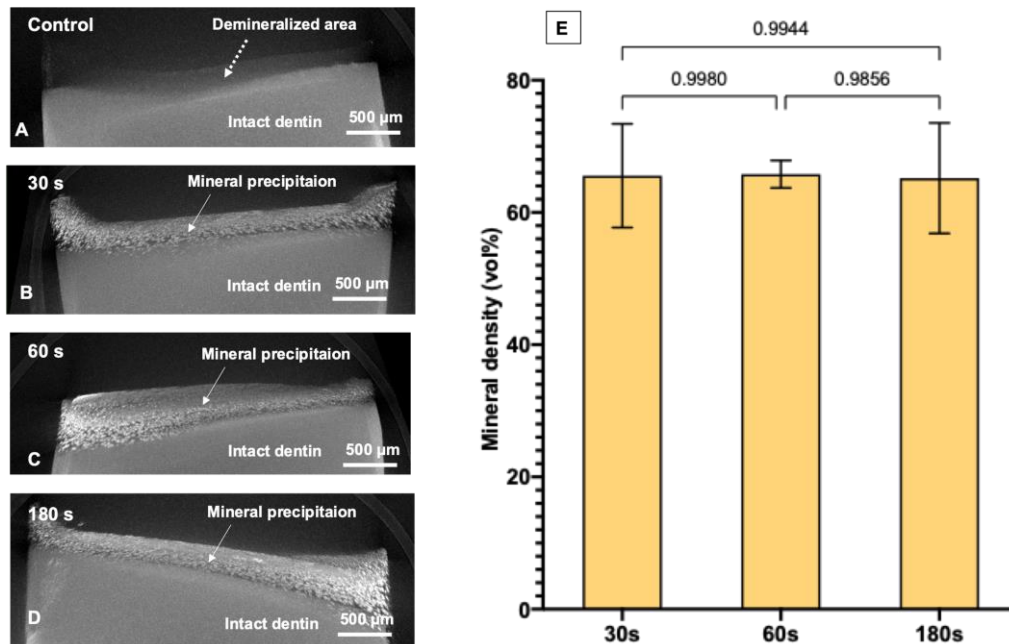 Control
Demineralized area
Intact dentin
500 µm
A
30 s
Mineral precipitaion
Intact dentin
500 µm
B
60 s
Mineral precipitaion
Intact dentin
500 µm
C
180 s
Mineral precipitaion
Intact dentin
500 µm
D
E
0.9944
0.9980
0.9856
Mineral density (vol%)
80
60
40
20
0
30s
60s
180s